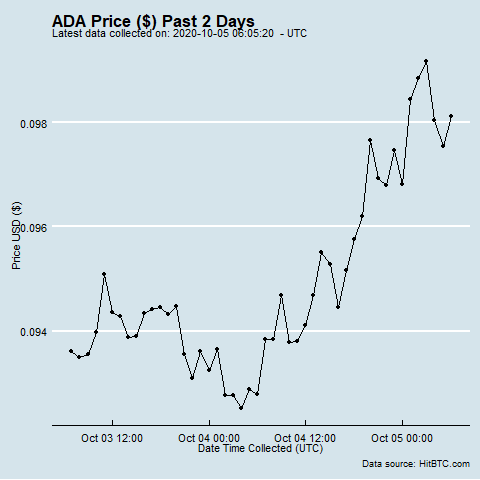 ADA Price ($) Past 2 Days
Latest data collected on: 2020-10-05 06:05:20  - UTC
0.098
0.096
0.094
Price USD ($)
Oct 03 12:00
Oct 04 00:00
Oct 04 12:00
Oct 05 00:00
Date Time Collected (UTC)
Data source: HitBTC.com